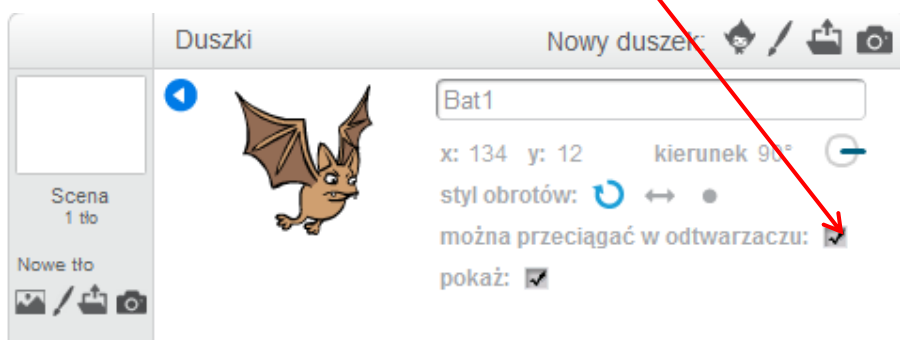 Duszki
Nowy duszek:
Bat1
x: 134 y: 12 kierunek 90°
styl obrotów:
można przeciągać w odtwarzaczu:
pokaż:
Scena
1 tło
Nowe tło